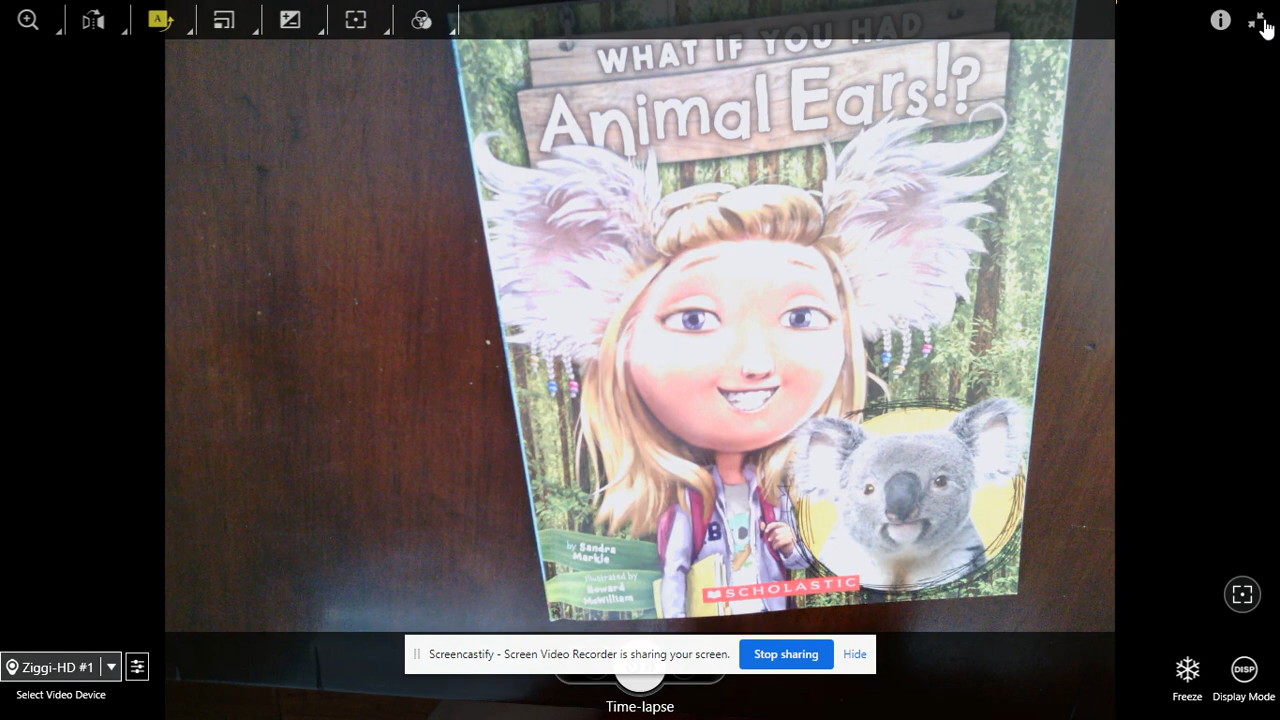 A
WHAT IF YOU HAD
Animal Ears!?
B
by Sandra
Markle
Illustrated by
Howard
McWilliam
SCHOLASTIC
Screencastify - Screen Video Recorder is sharing your screen.
Stop sharing
Hide
Ziggi-HD #1
Select Video Device
Time-lapse
Freeze
DISP
Display Mode